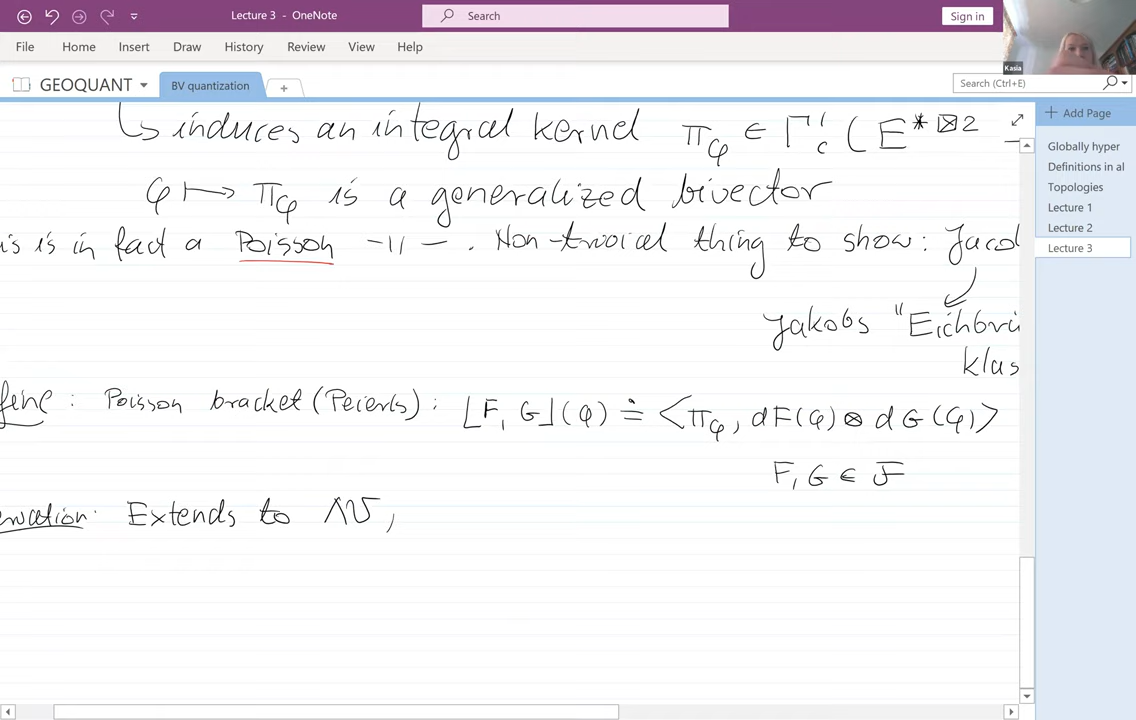 Lecture 3 - OneNote
Search
Sign in
File Home Insert Draw History Review View Help
Kasia
GEOQUANT
BV quantization
Search (Ctrl+E)
Add Page
Globally hyper
Definitions in al
Topologies
Lecture 1
Lecture 2
Lecture 3
↳ induces an integral kernel π_φ ∈ Γ'_c (E*⊠2
φ ↦ π_φ is a generalized bivector
is is in fact a Poisson -||- . Non-trivial thing to show: Jacob
Jakobs "Eichbrü
klas
fine : Poisson bracket (Peierls) : ⌊F, G⌋(φ) ≐ <π_φ, dF(φ) ⊗ dG(φ)>
F, G ∈ F
ervation: Extends to ΛV,